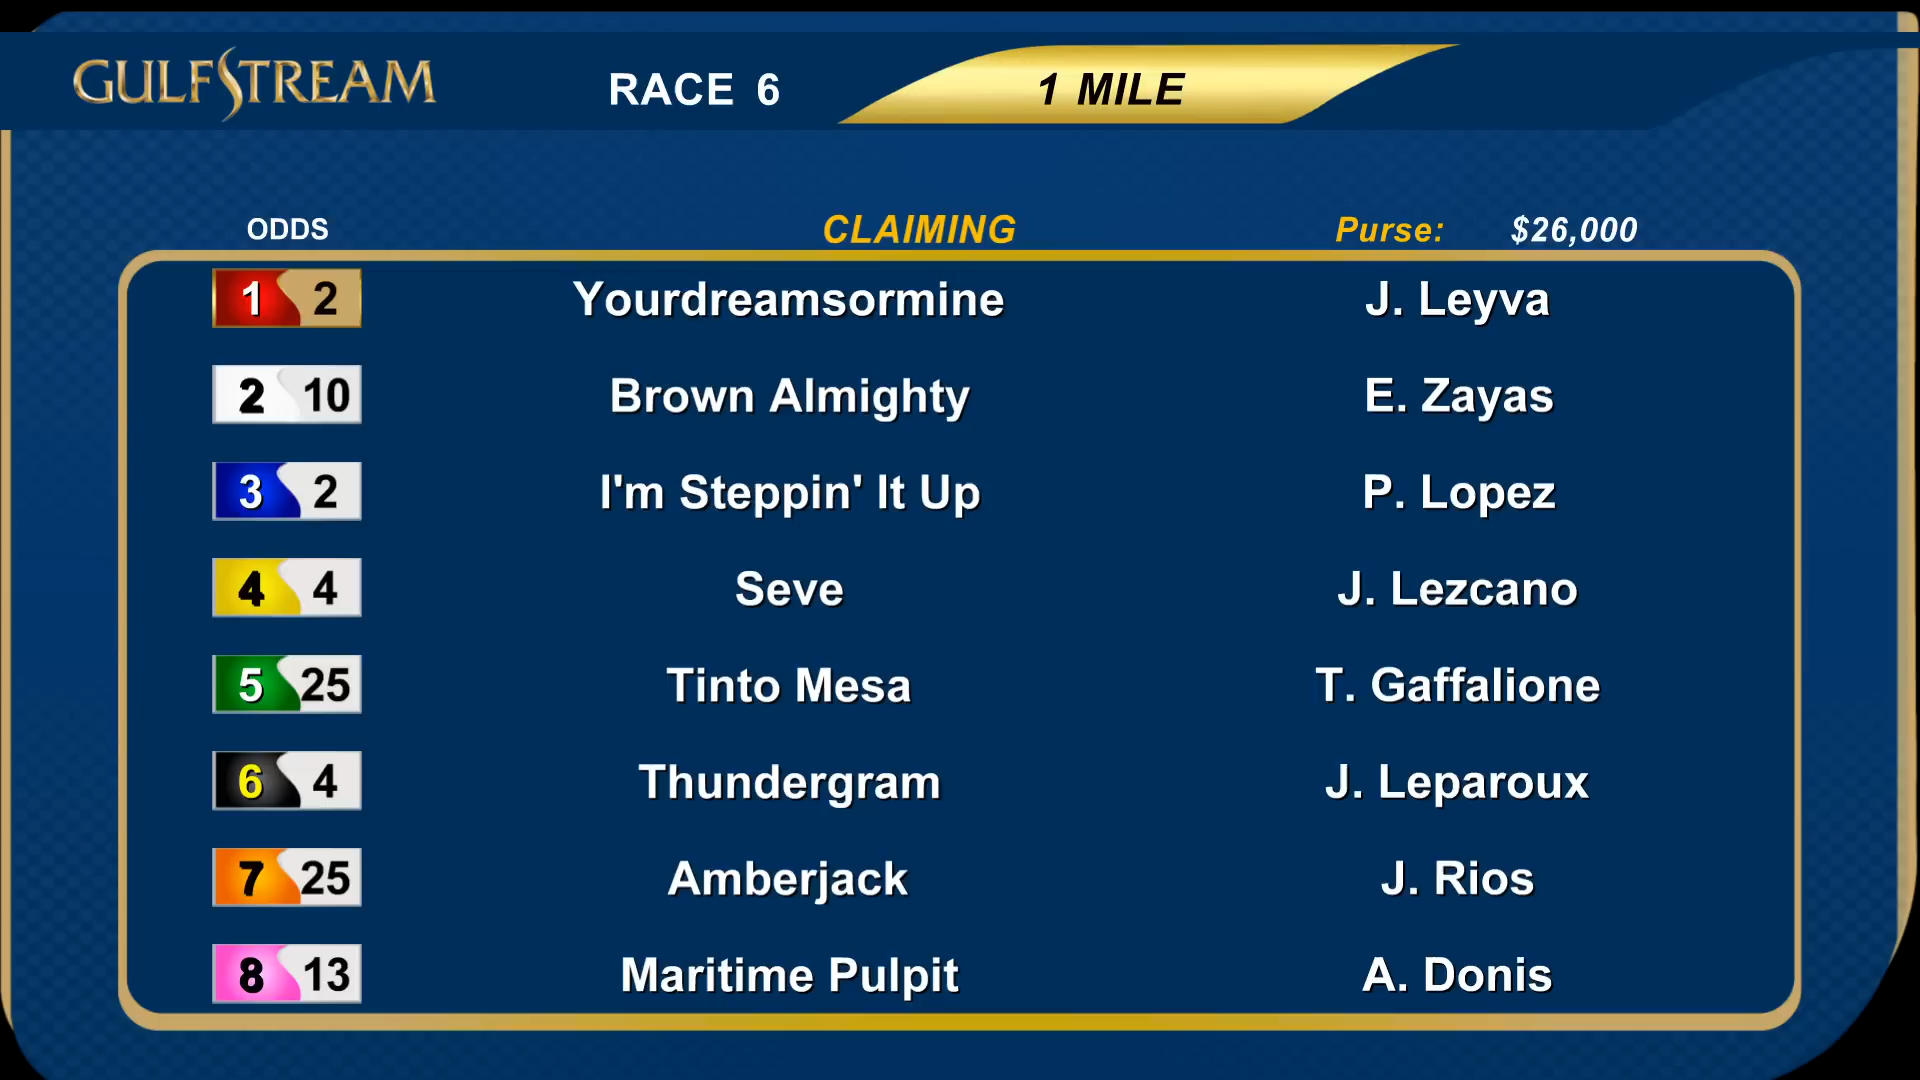 GULFSTREAM RACE 6 1 MILE
ODDS CLAIMING Purse: $26,000
1 2 Yourdreamsormine J. Leyva
2 10 Brown Almighty E. Zayas
3 2 I'm Steppin' It Up P. Lopez
4 4 Seve J. Lezcano
5 25 Tinto Mesa T. Gaffalione
6 4 Thundergram J. Leparoux
7 25 Amberjack J. Rios
8 13 Maritime Pulpit A. Donis